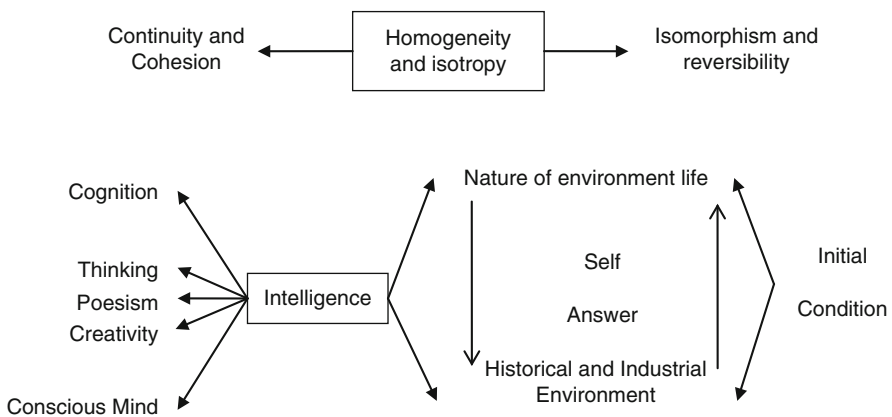 Continuity and
Cohesion
Homogeneity
and isotropy
Isomorphism and
reversibility
Cognition
Thinking
Poesism
Creativity
Conscious Mind
Intelligence
Nature of environment life
Self
Answer
Historical and Industrial
Environment
Initial
Condition